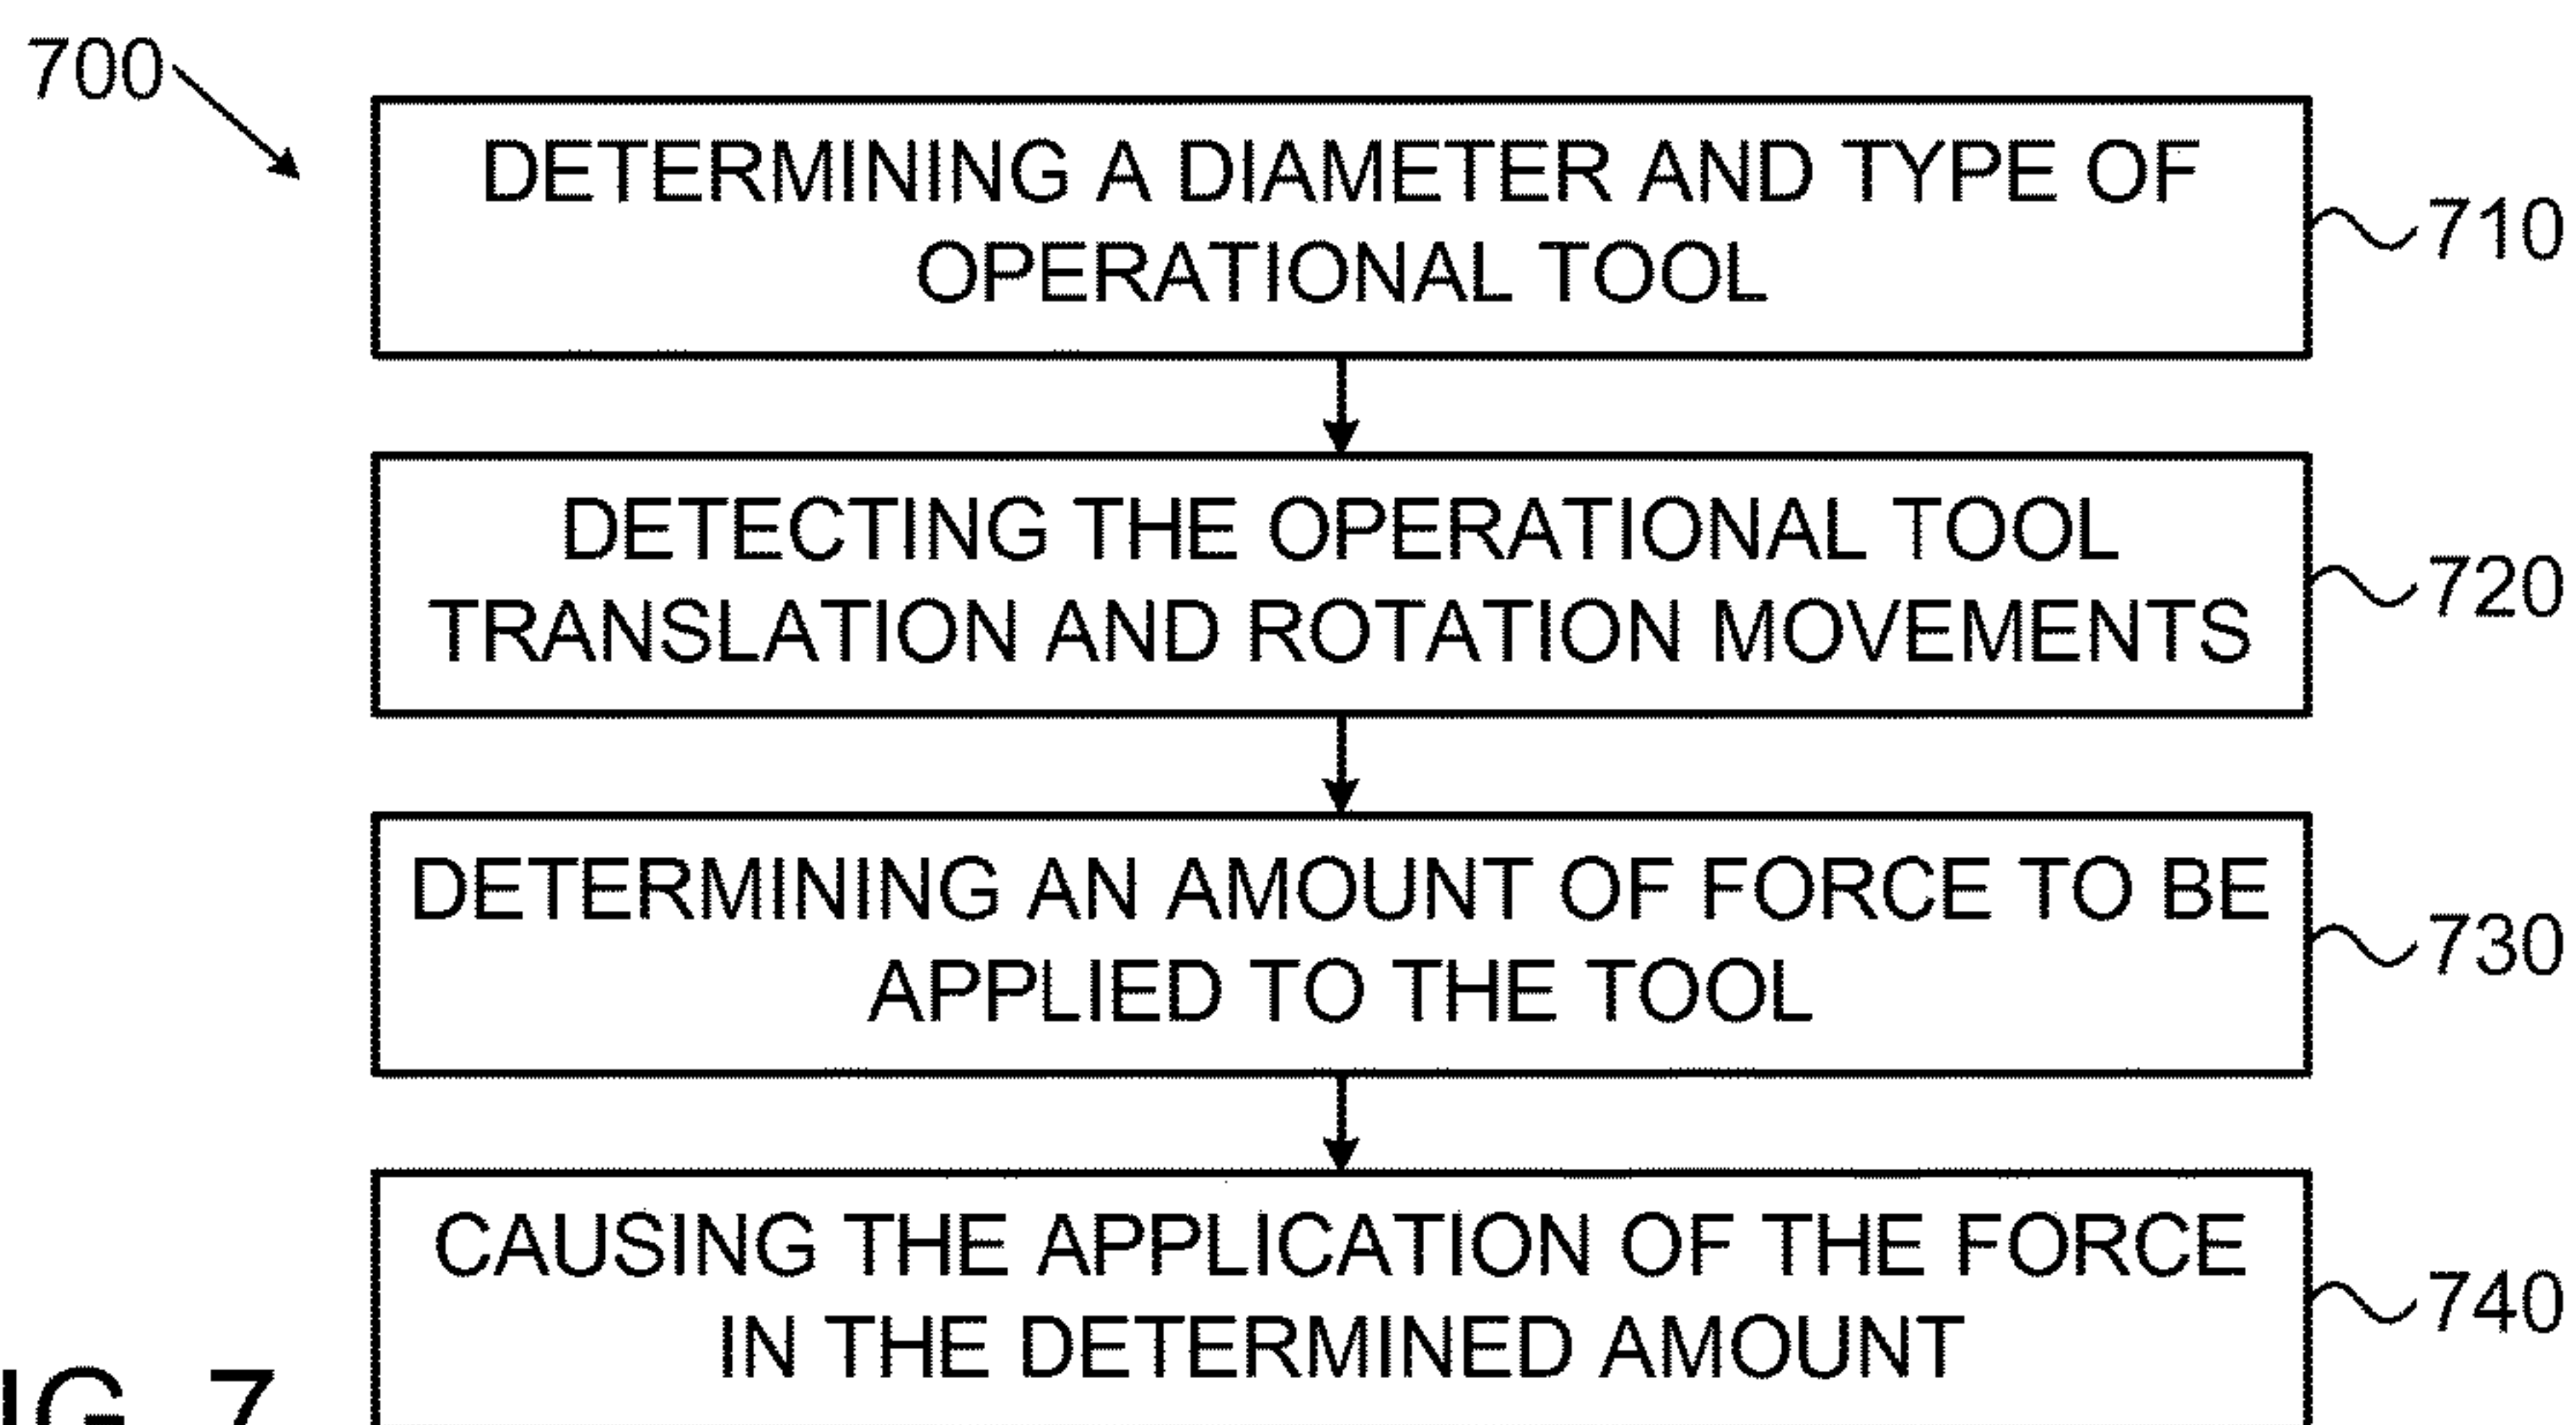 700
DETERMINING A DIAMETER AND TYPE OF
OPERATIONAL TOOL
710
DETECTING THE OPERATIONAL TOOL
TRANSLATION AND ROTATION MOVEMENTS
720
DETERMINING AN AMOUNT OF FORCE TO BE
APPLIED TO THE TOOL
730
CAUSING THE APPLICATION OF THE FORCE
IN THE DETERMINED AMOUNT
740
IG. 7